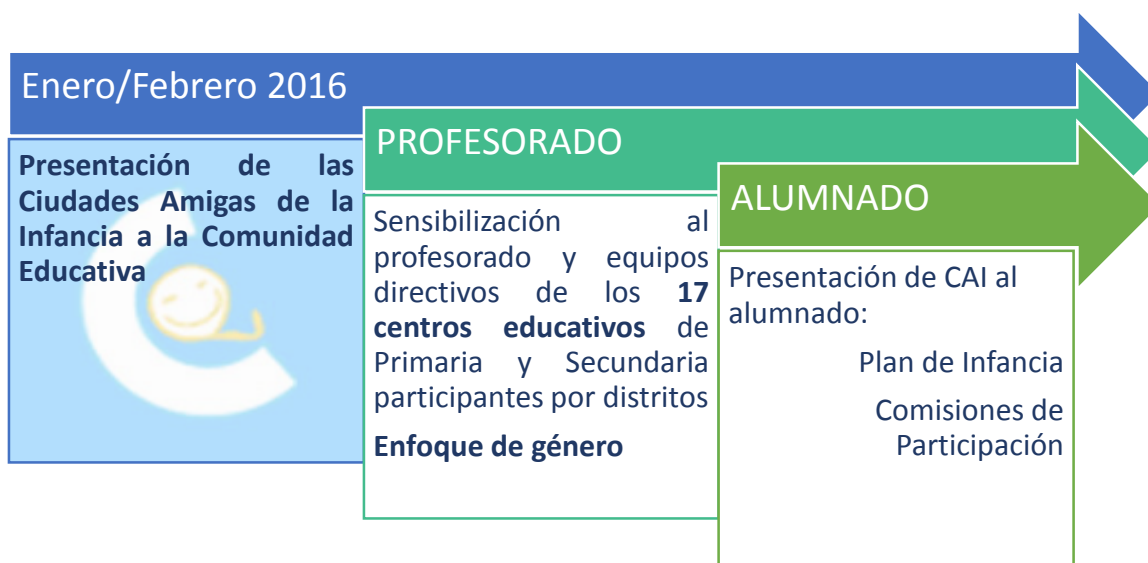 Enero/Febrero 2016
Presentación de las
Ciudades Amigas de la
Infancia a la Comunidad
Educativa
PROFESORADO
Sensibilización al
profesorado y equipos
directivos de los 17
centros educativos de
Primaria y Secundaria
participantes por distritos
Enfoque de género
ALUMNADO
Presentación de CAI al
alumnado:
Plan de Infancia
Comisiones de
Participación